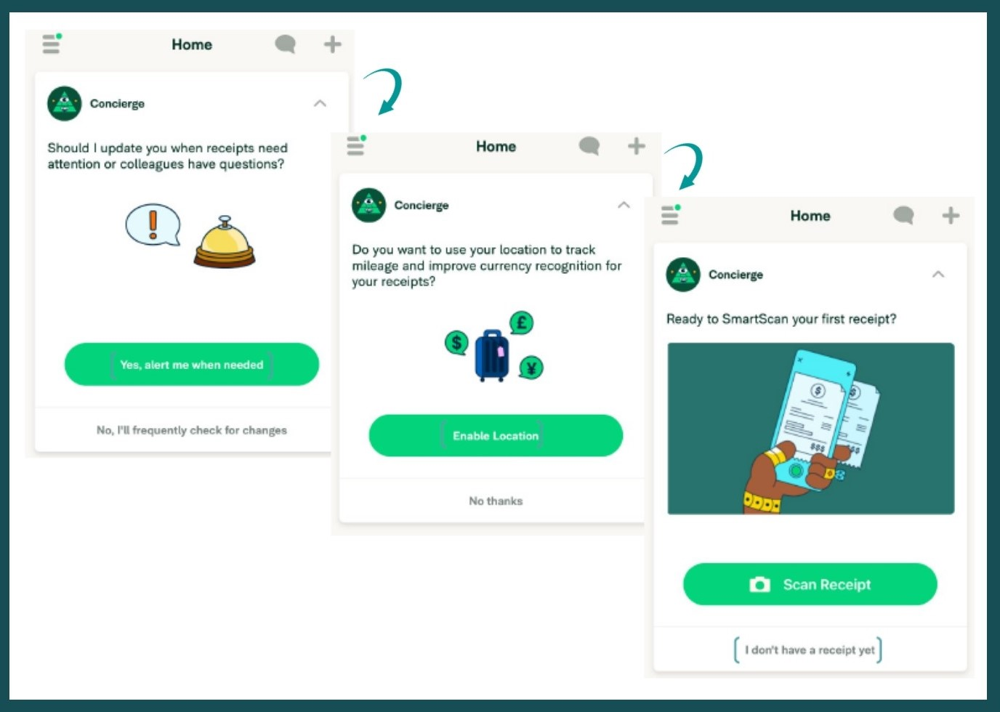 Home
Concierge
Should I update you when receipts need
attention or colleagues have questions?
!
Yes, alert me when needed
No, I'll frequently check for changes
Home
Concierge
Do you want to use your location to track
mileage and improve currency recognition for
your receipts?
$
£
¥
Enable Location
No thanks
Home
Concierge
Ready to SmartScan your first receipt?
$
$
$$$
$$
Scan Receipt
I don't have a receipt yet